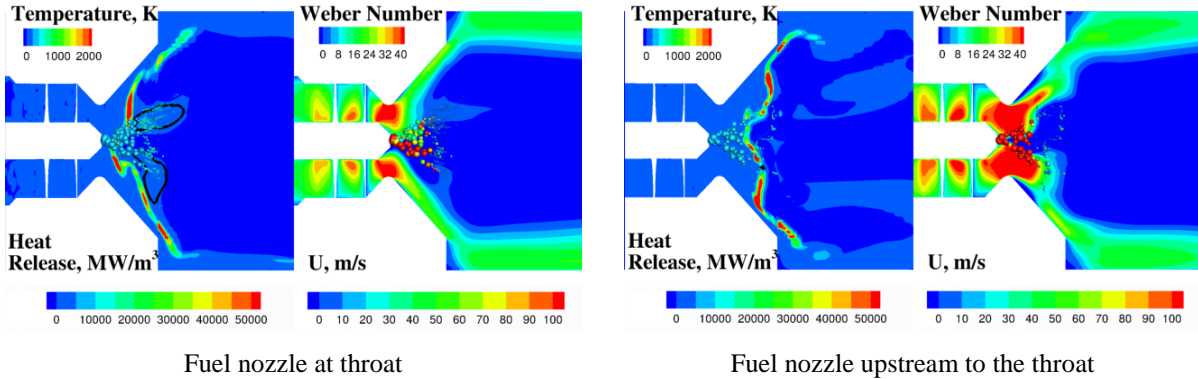 Temperature, K
0 1000 2000
Weber Number
0 8 16 24 32 40
Heat
Release, MW/m³
U, m/s
0 10000 20000 30000 40000 50000
0 10 20 30 40 50 60 70 80 90 100
Fuel nozzle at throat
Temperature, K
0 1000 2000
Weber Number
0 8 16 24 32 40
Heat
Release, MW/m³
U, m/s
0 10000 20000 30000 40000 50000
0 10 20 30 40 50 60 70 80 90 100
Fuel nozzle upstream to the throat